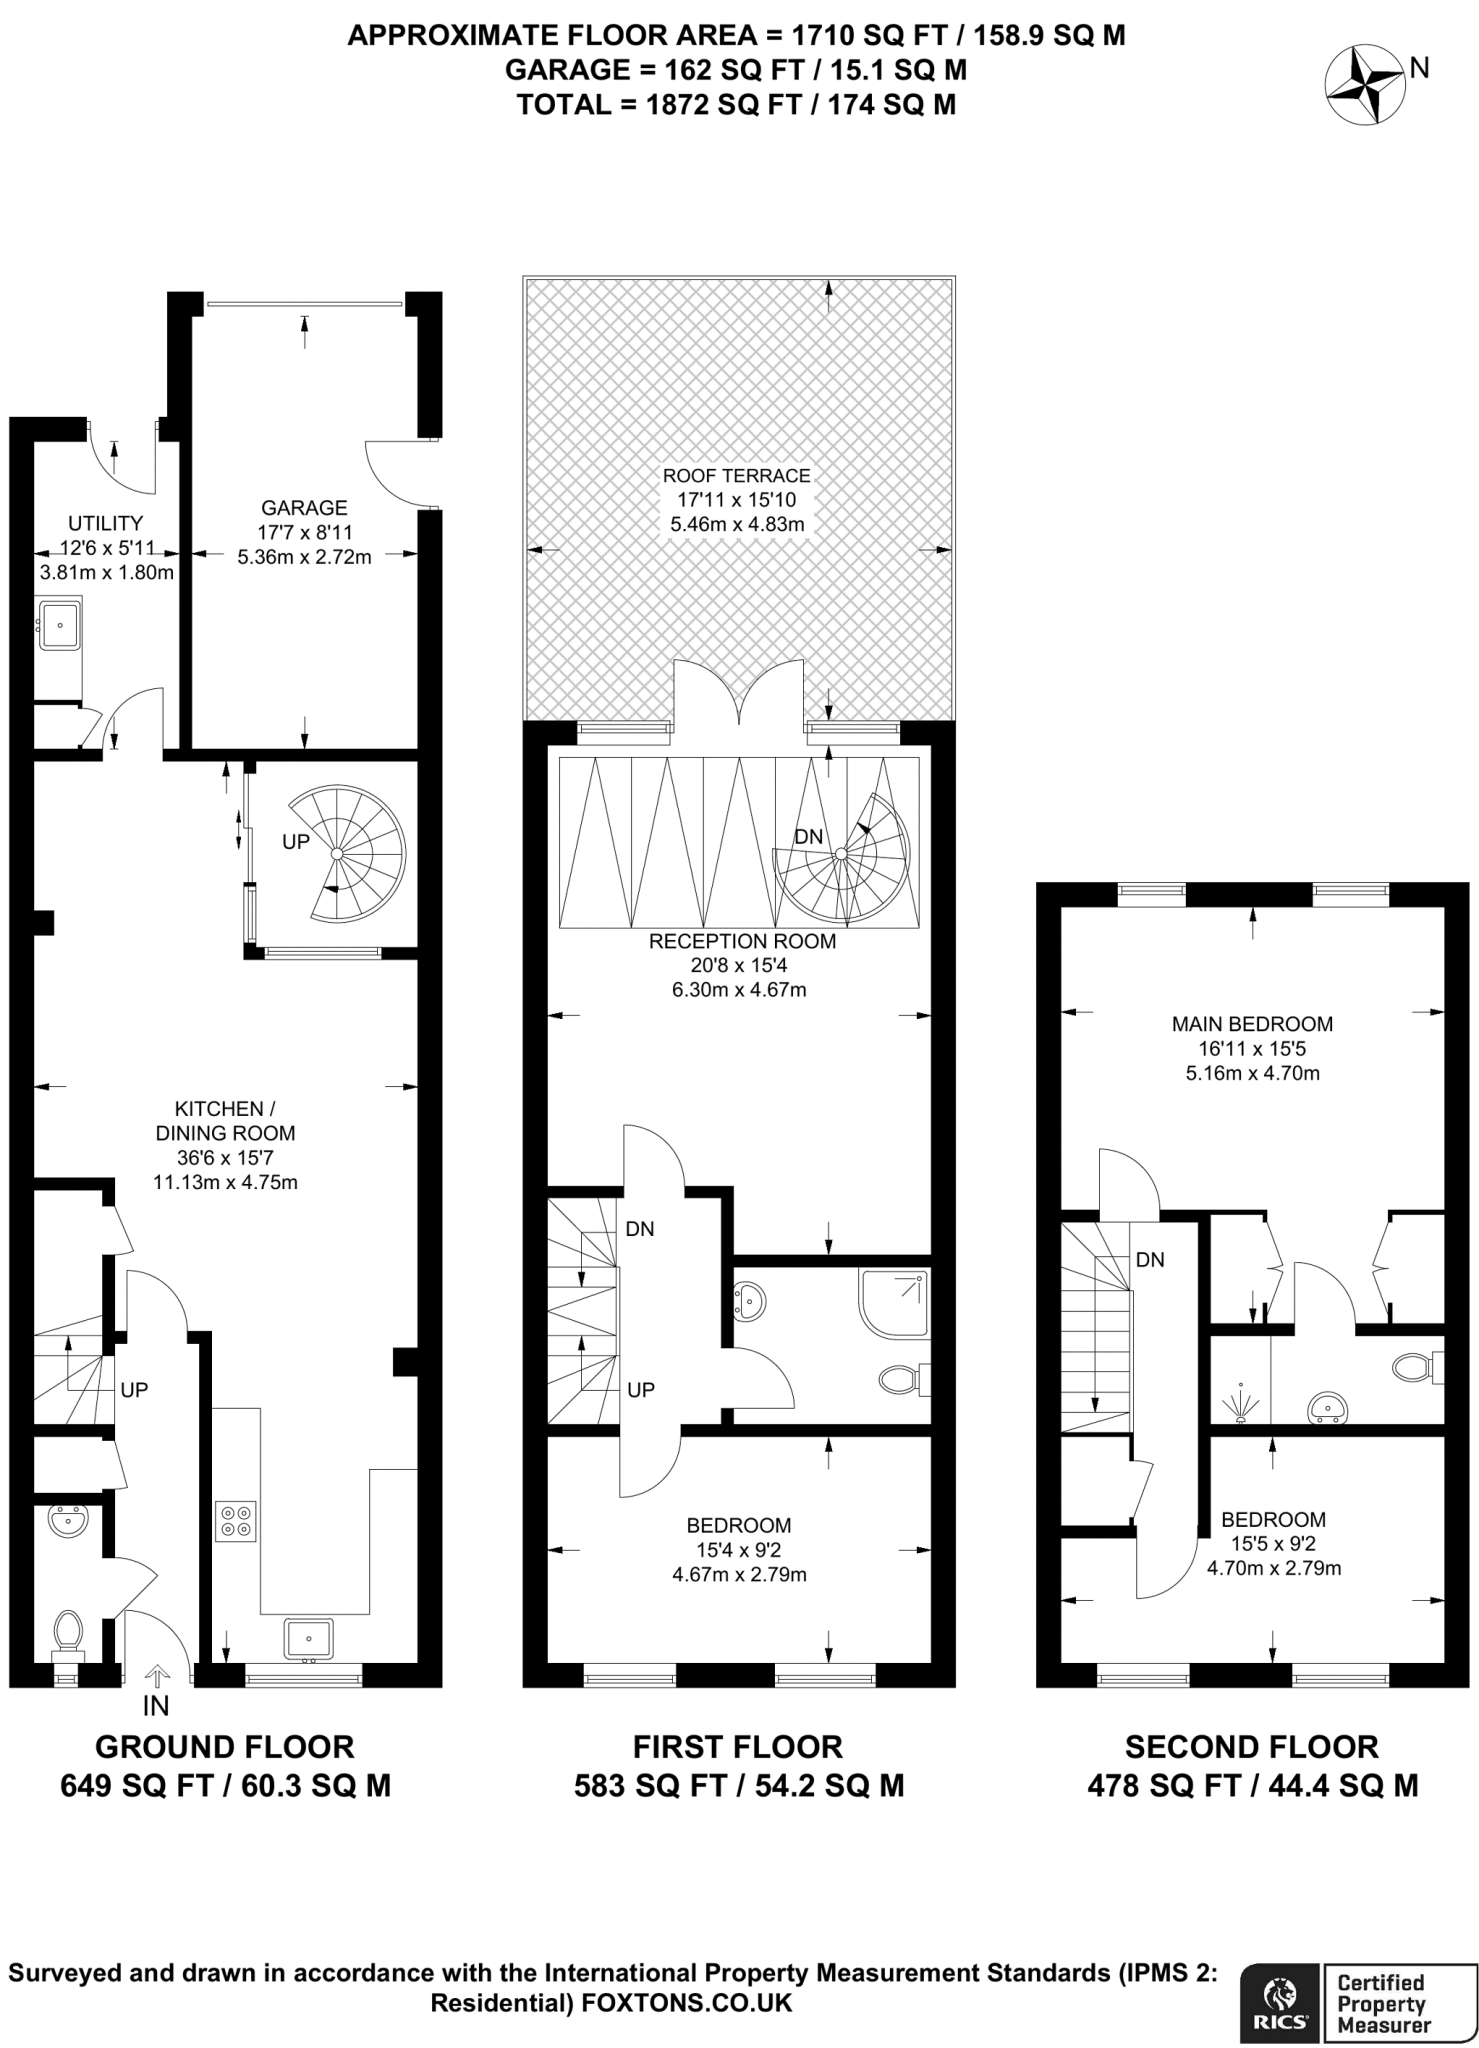 APPROXIMATE FLOOR AREA = 1710 SQ FT / 158.9 SQ M
GARAGE = 162 SQ FT / 15.1 SQ M
TOTAL = 1872 SQ FT / 174 SQ M
N
UTILITY
12'6 x 5'11
3.81m x 1.80m
GARAGE
17'7 x 8'11
5.36m x 2.72m
UP
KITCHEN /
DINING ROOM
36'6 x 15'7
11.13m x 4.75m
UP
IN
GROUND FLOOR
649 SQ FT / 60.3 SQ M
ROOF TERRACE
17'11 x 15'10
5.46m x 4.83m
DN
RECEPTION ROOM
20'8 x 15'4
6.30m x 4.67m
DN
UP
BEDROOM
15'4 x 9'2
4.67m x 2.79m
FIRST FLOOR
583 SQ FT / 54.2 SQ M
MAIN BEDROOM
16'11 x 15'5
5.16m x 4.70m
DN
BEDROOM
15'5 x 9'2
4.70m x 2.79m
SECOND FLOOR
478 SQ FT / 44.4 SQ M
Surveyed and drawn in accordance with the International Property Measurement Standards (IPMS 2:
Residential) FOXTONS.CO.UK
RICS
Certified
Property
Measurer